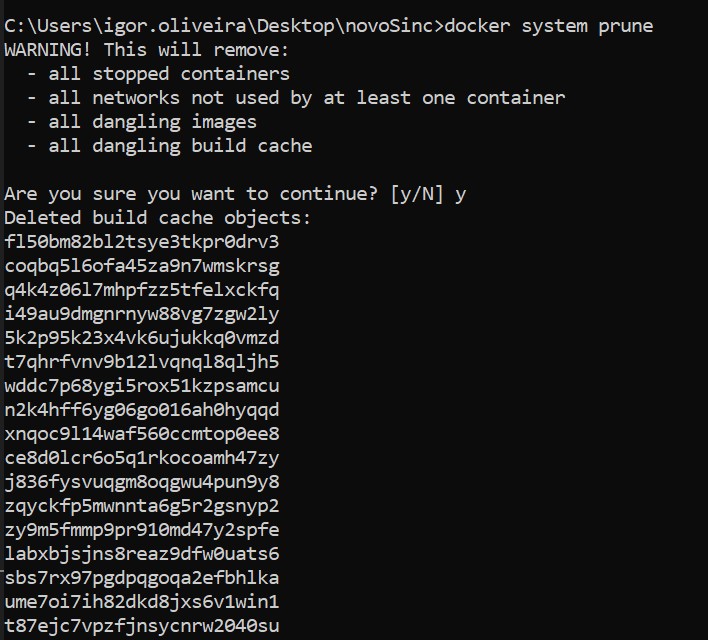 C:\Users\igor.oliveira\Desktop\novoSinc>docker system prune
WARNING! This will remove:
  - all stopped containers
  - all networks not used by at least one container
  - all dangling images
  - all dangling build cache

Are you sure you want to continue? [y/N] y
Deleted build cache objects:
fl50bm82bl2tsye3tkpr0drv3
coqbq5l6ofa45za9n7wmskrsg
q4k4z06l7mhpfzz5tfelxckfq
i49au9dmgnrnyw88vg7zgw2ly
5k2p95k23x4vk6ujukkq0vmzd
t7qhrfvnv9b12lvqnql8qljh5
wddc7p68ygi5rox51kzpsamcu
n2k4hff6yg06go016ah0hyqqd
xnqoc9l14waf560ccmtop0ee8
ce8d0lcr6o5q1rkocoamh47zy
j836fysvuqgm8oqgwu4pun9y8
zqyckfp5mwnnta6g5r2gsnyp2
zy9m5fmmp9pr910md47y2spfe
labxbjsjns8reaz9dfw0uats6
sbs7rx97pgdpqgoqa2efbhlka
ume7oi7ih82dkd8jxs6v1win1
t87ejc7vpzfjnsycnrw2040su